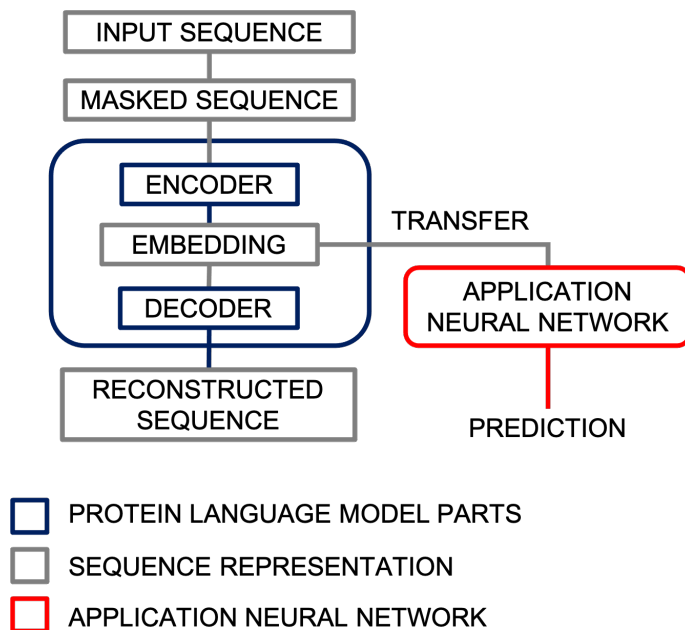 INPUT SEQUENCE
MASKED SEQUENCE
ENCODER
TRANSFER
EMBEDDING
DECODER
APPLICATION
NEURAL NETWORK
RECONSTRUCTED
SEQUENCE
PREDICTION
PROTEIN LANGUAGE MODEL PARTS
SEQUENCE REPRESENTATION
APPLICATION NEURAL NETWORK